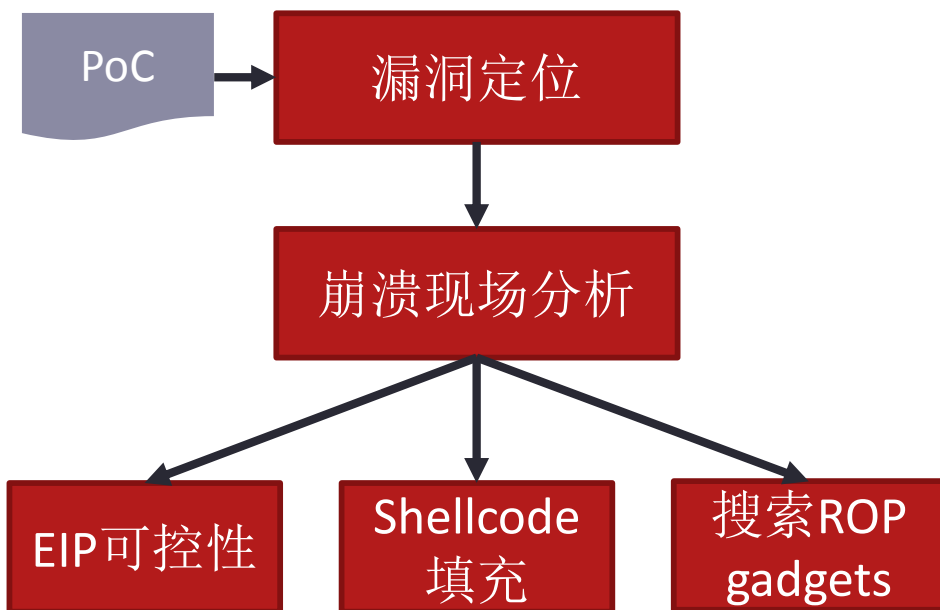 PoC
漏洞定位
崩溃现场分析
EIP可控性
Shellcode
填充
搜索ROP
gadgets